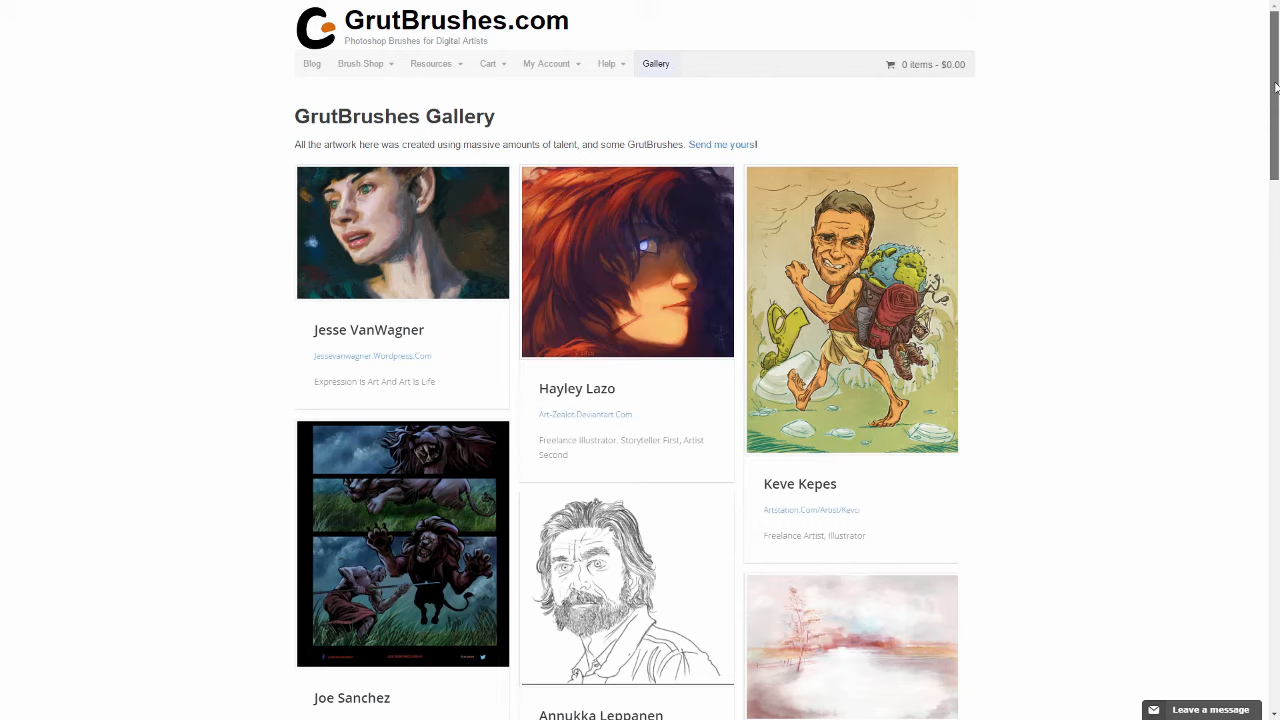 GrutBrushes.com
Photoshop Brushes for Digital Artists
Blog Brush Shop Resources Cart My Account Help Gallery 0 items - $0.00
GrutBrushes Gallery
All the artwork here was created using massive amounts of talent, and some GrutBrushes. Send me yours!
Jesse VanWagner
Jessevanwagner.Wordpress.Com
Expression Is Art And Art Is Life
Hayley Lazo
Art-Zealot.Deviantart.Com
Freelance Illustrator. Storyteller First, Artist
Second
Keve Kepes
Artstation.Com/Artist/Kevci
Freelance Artist, Illustrator
Joe Sanchez
Annukka Leppanen
Leave a message